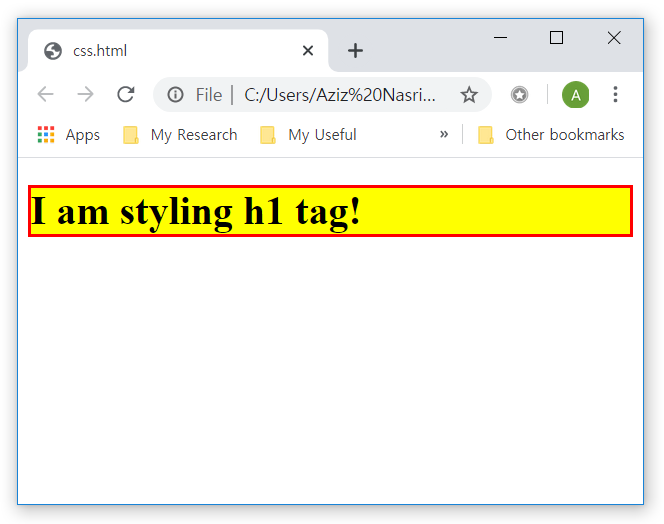 css.html
File | C:/Users/Aziz%20Nasri... A
Apps My Research My Useful » Other bookmarks
I am styling h1 tag!